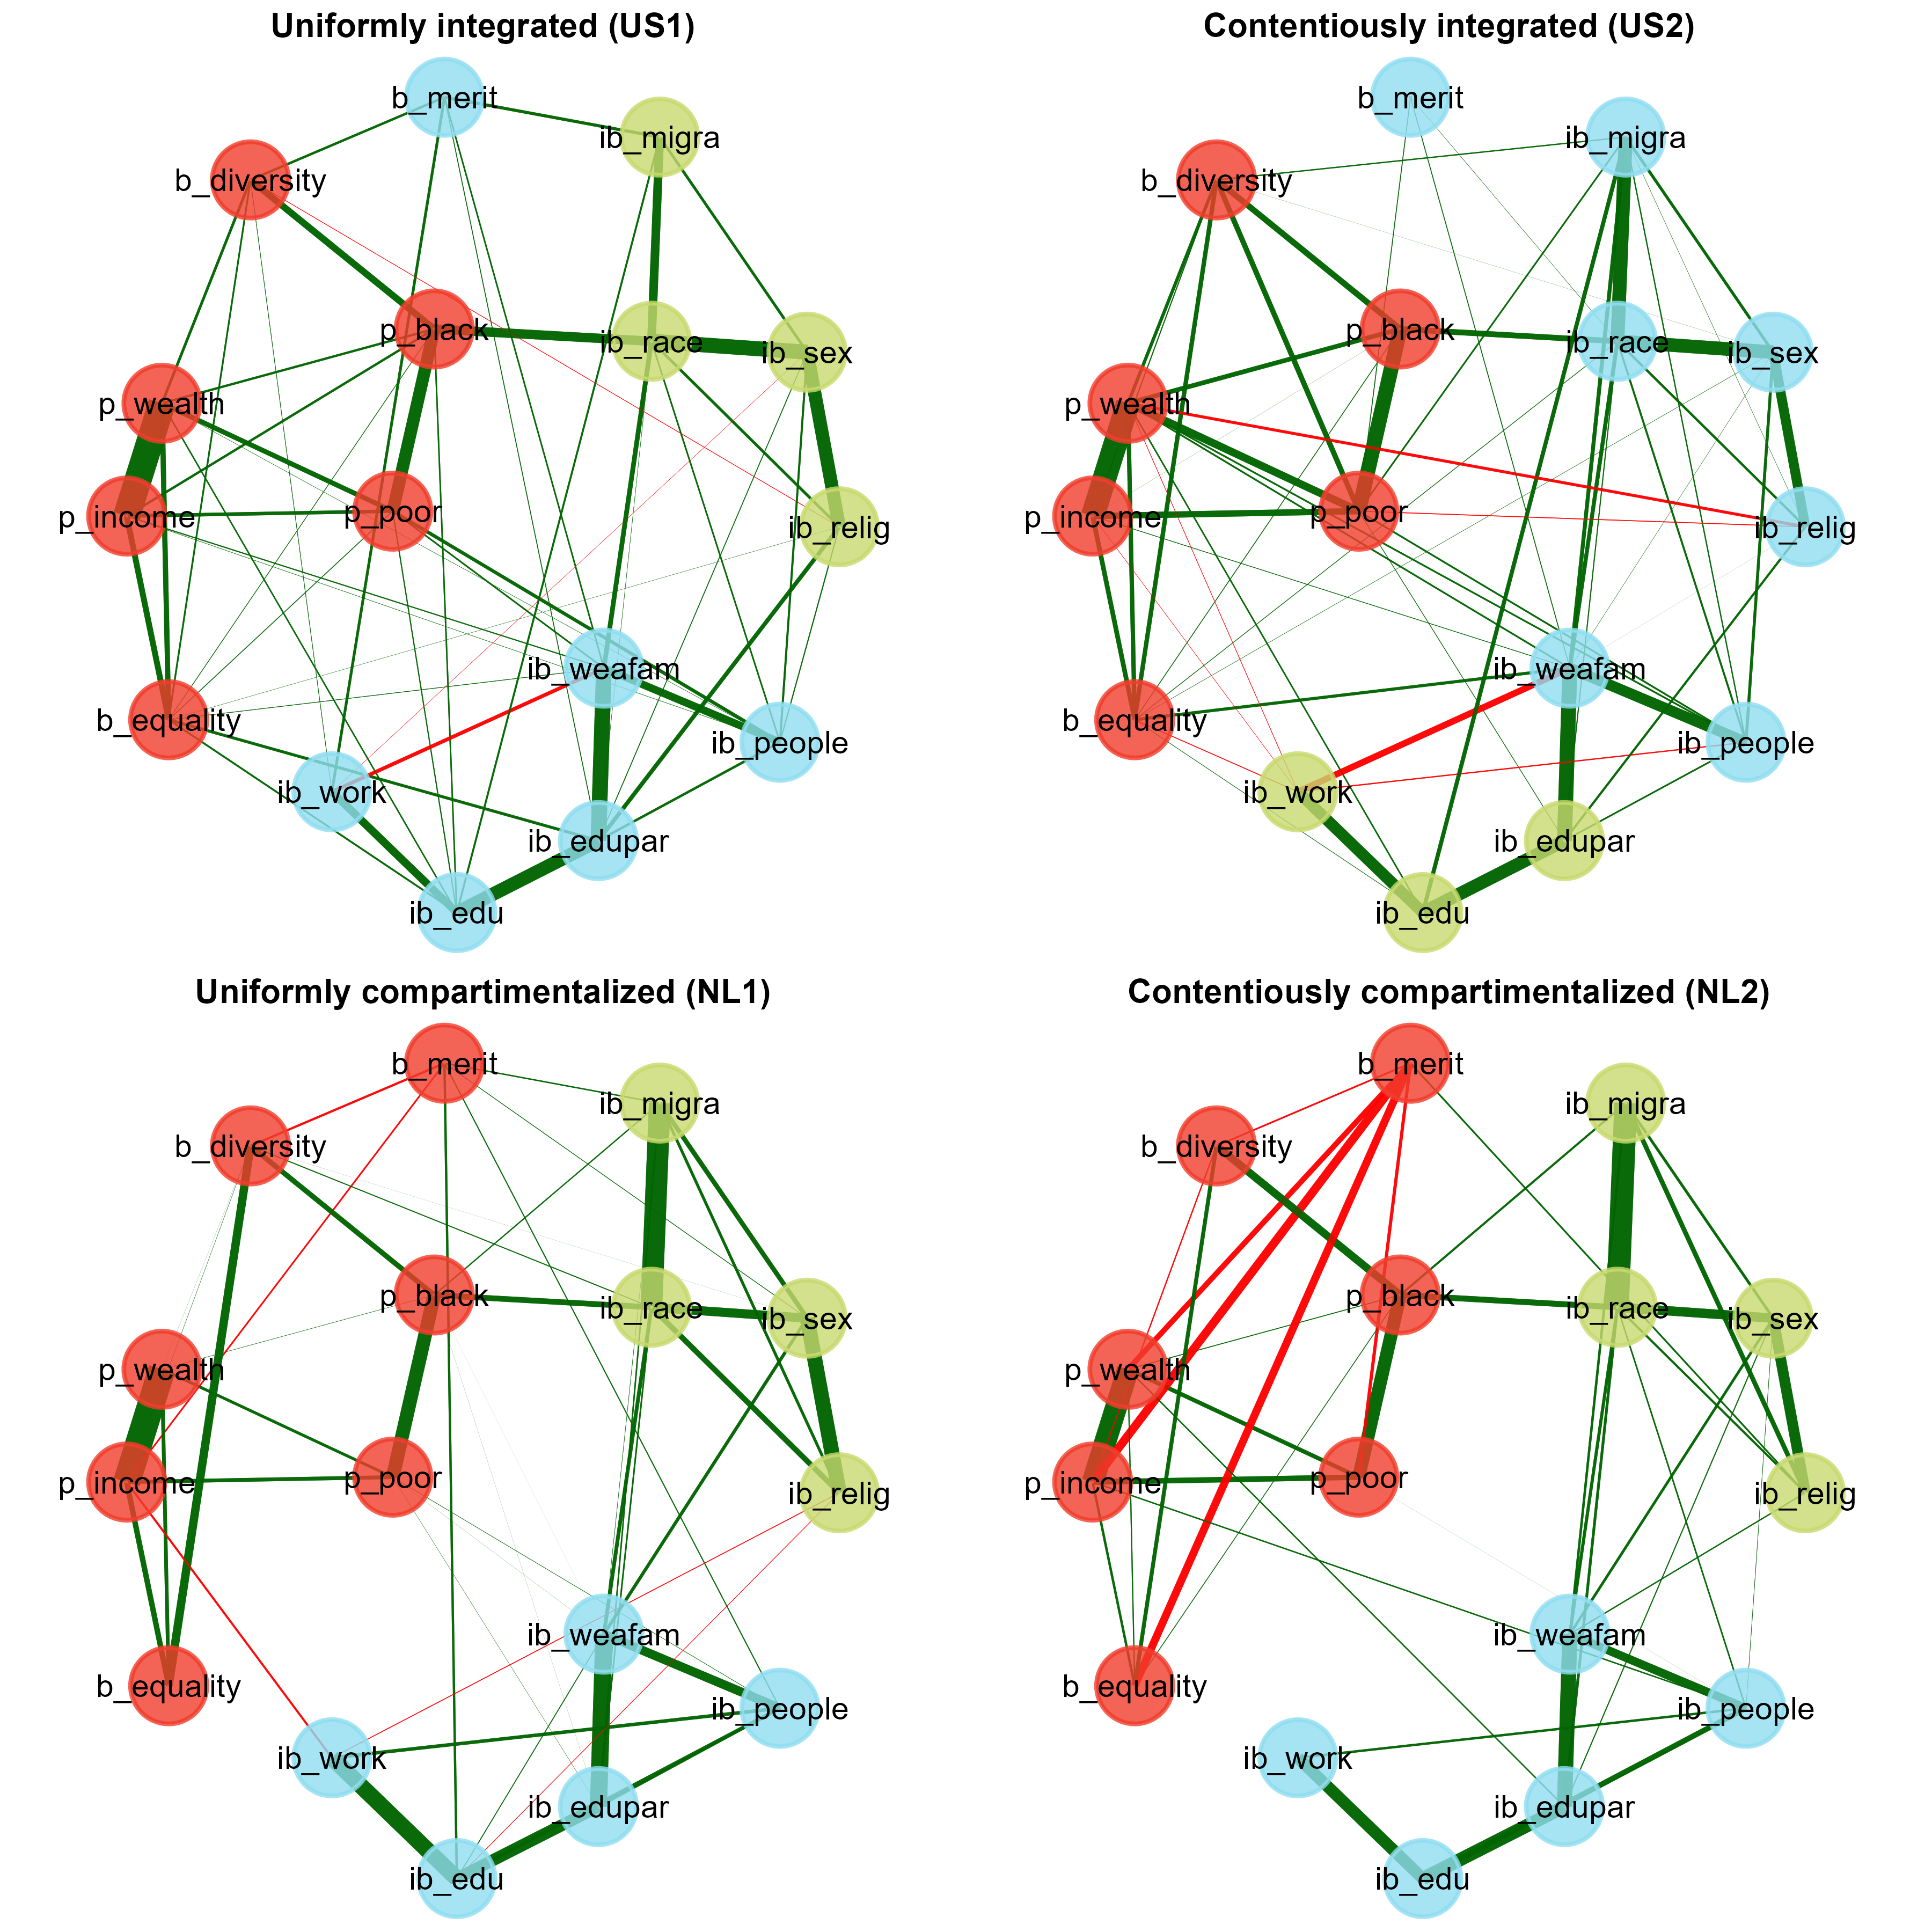 Uniformly integrated (US1)
b_merit
ib_migra
b_diversity
p_black
ib_race
ib_sex
p_wealth
p_income
p_poor
ib_relig
ib_weafam
b_equality
ib_people
ib_work
ib_edupar
ib_edu
Contentiously integrated (US2)
b_merit
ib_migra
b_diversity
p_black
ib_race
ib_sex
p_wealth
p_income
p_poor
ib_relig
ib_weafam
b_equality
ib_people
ib_work
ib_edupar
ib_edu
Uniformly compartimentalized (NL1)
b_merit
ib_migra
b_diversity
p_black
ib_race
ib_sex
p_wealth
p_income
p_poor
ib_relig
ib_weafam
b_equality
ib_people
ib_work
ib_edupar
ib_edu
Contentiously compartimentalized (NL2)
b_merit
ib_migra
b_diversity
p_black
ib_race
ib_sex
p_wealth
p_income
p_poor
ib_relig
ib_weafam
b_equality
ib_people
ib_work
ib_edupar
ib_edu